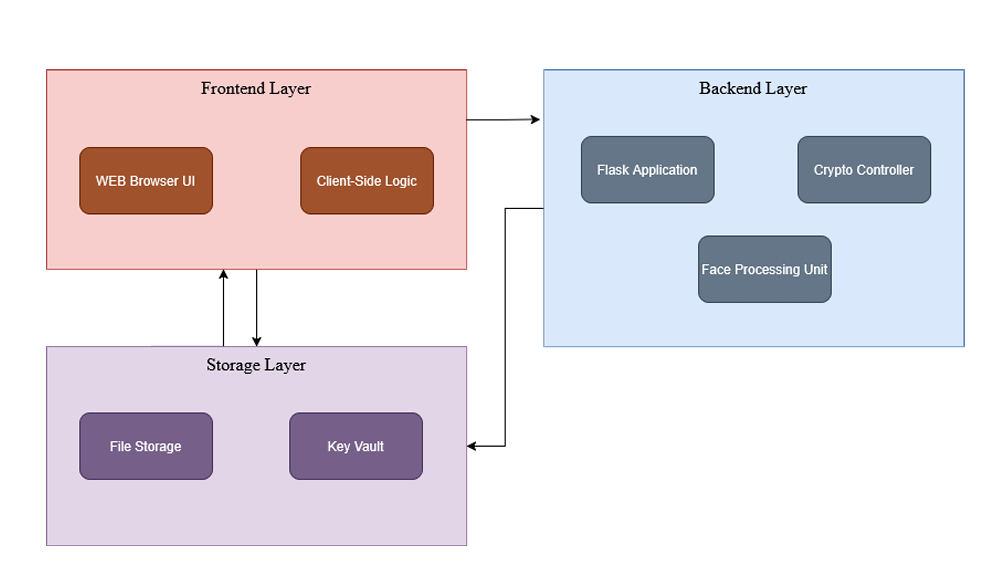 Frontend Layer
WEB Browser UI
Client-Side Logic
Backend Layer
Flask Application
Crypto Controller
Face Processing Unit
Storage Layer
File Storage
Key Vault